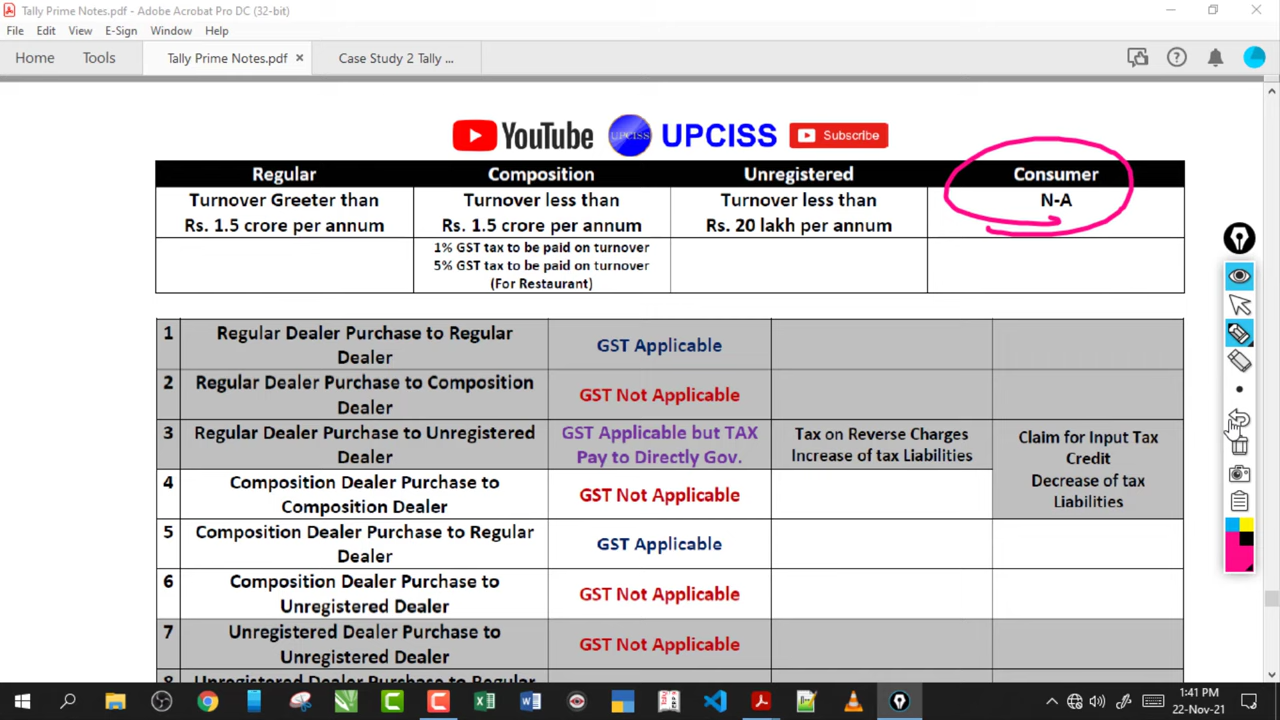 Tally Prime Notes.pdf - Adobe Acrobat Pro DC (32-bit)
File Edit View E-Sign Window Help
Home Tools Tally Prime Notes.pdf × Case Study 2 Tally ...
YouTube UPCISS UPCISS Subscribe
Regular Composition Unregistered Consumer
Turnover Greeter than Turnover less than Turnover less than N-A
Rs. 1.5 crore per annum Rs. 1.5 crore per annum Rs. 20 lakh per annum
1% GST tax to be paid on turnover
5% GST tax to be paid on turnover
(For Restaurant)
1 Regular Dealer Purchase to Regular
Dealer
GST Applicable
2 Regular Dealer Purchase to Composition
Dealer
GST Not Applicable
3 Regular Dealer Purchase to Unregistered
Dealer
GST Applicable but TAX
Pay to Directly Gov.
Tax on Reverse Charges
Increase of tax Liabilities
Claim for Input Tax
Credit
Decrease of tax
Liabilities
4 Composition Dealer Purchase to
Composition Dealer
GST Not Applicable
5 Composition Dealer Purchase to Regular
Dealer
GST Applicable
6 Composition Dealer Purchase to
Unregistered Dealer
GST Not Applicable
7 Unregistered Dealer Purchase to
Unregistered Dealer
GST Not Applicable
8 Unregistered Dealer Purchase to Regular
1:41 PM
22-Nov-21